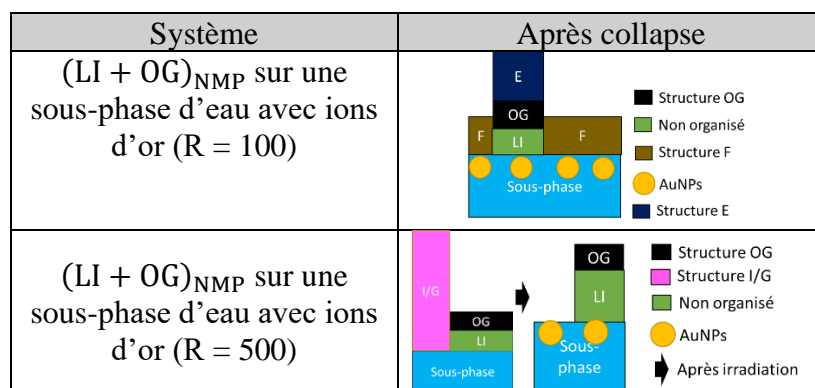 Système
Après collapse
(LI + OG)NMP sur une
sous-phase d'eau avec ions
d'or (R = 100)
E
OG
F
LI
F
Sous-phase
Structure OG
Non organisé
Structure F
AuNPs
Structure E
(LI + OG)NMP sur une
sous-phase d'eau avec ions
d'or (R = 500)
I/G
OG
LI
Sous-phase
OG
LI
Sous-
phase
Structure OG
Structure I/G
Non organisé
AuNPs
Après irradiation